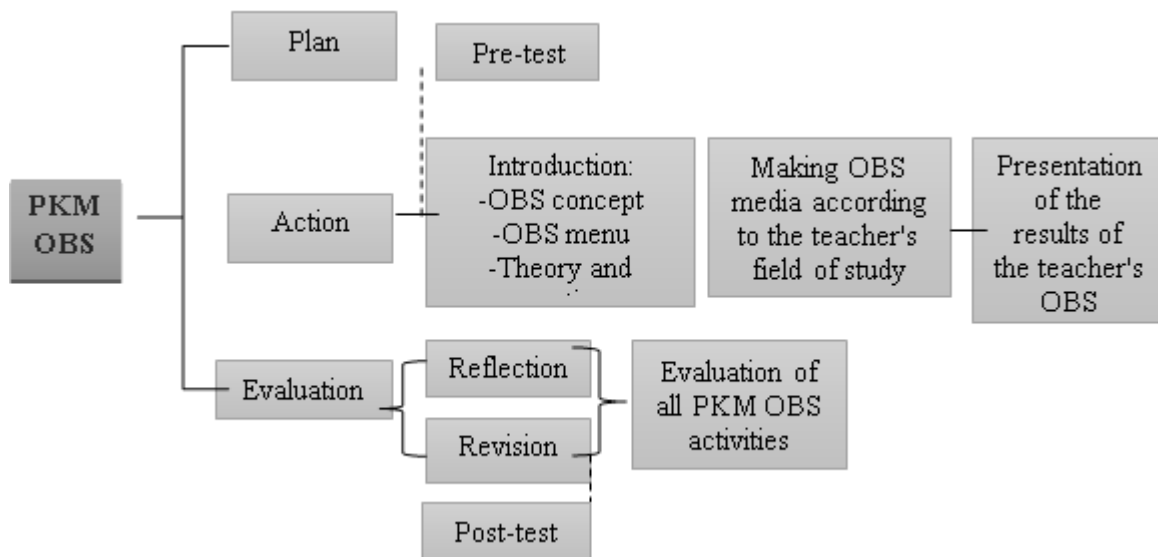 Plan
Pre-test
PKM
OBS
Action
Introduction:
-OBS concept
-OBS menu
-Theory and
Making OBS
media according
to the teacher's
field of study
Presentation
of the
results of
the teacher's
OBS
Evaluation
Reflection
Revision
Evaluation of
all PKM OBS
activities
Post-test